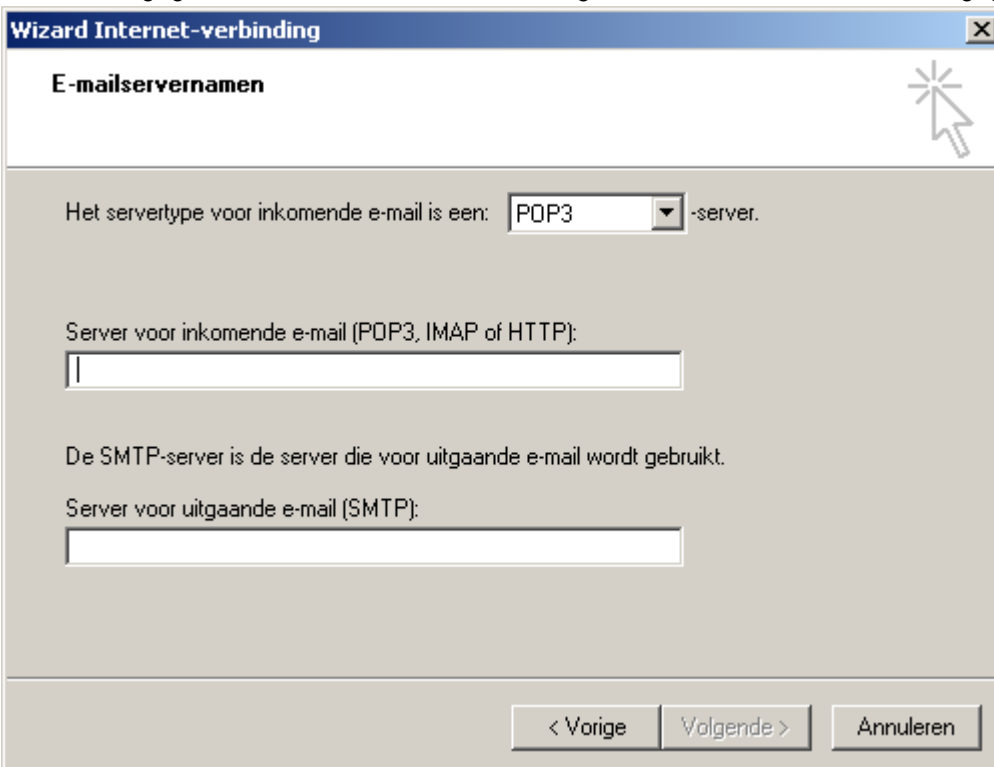 Wizard Internet-verbinding
E-mailservernamen
Het servertype voor inkomende e-mail is een: POP3 -server.
Server voor inkomende e-mail (POP3, IMAP of HTTP):
De SMTP-server is de server die voor uitgaande e-mail wordt gebruikt.
Server voor uitgaande e-mail (SMTP):
< Vorige Volgende > Annuleren